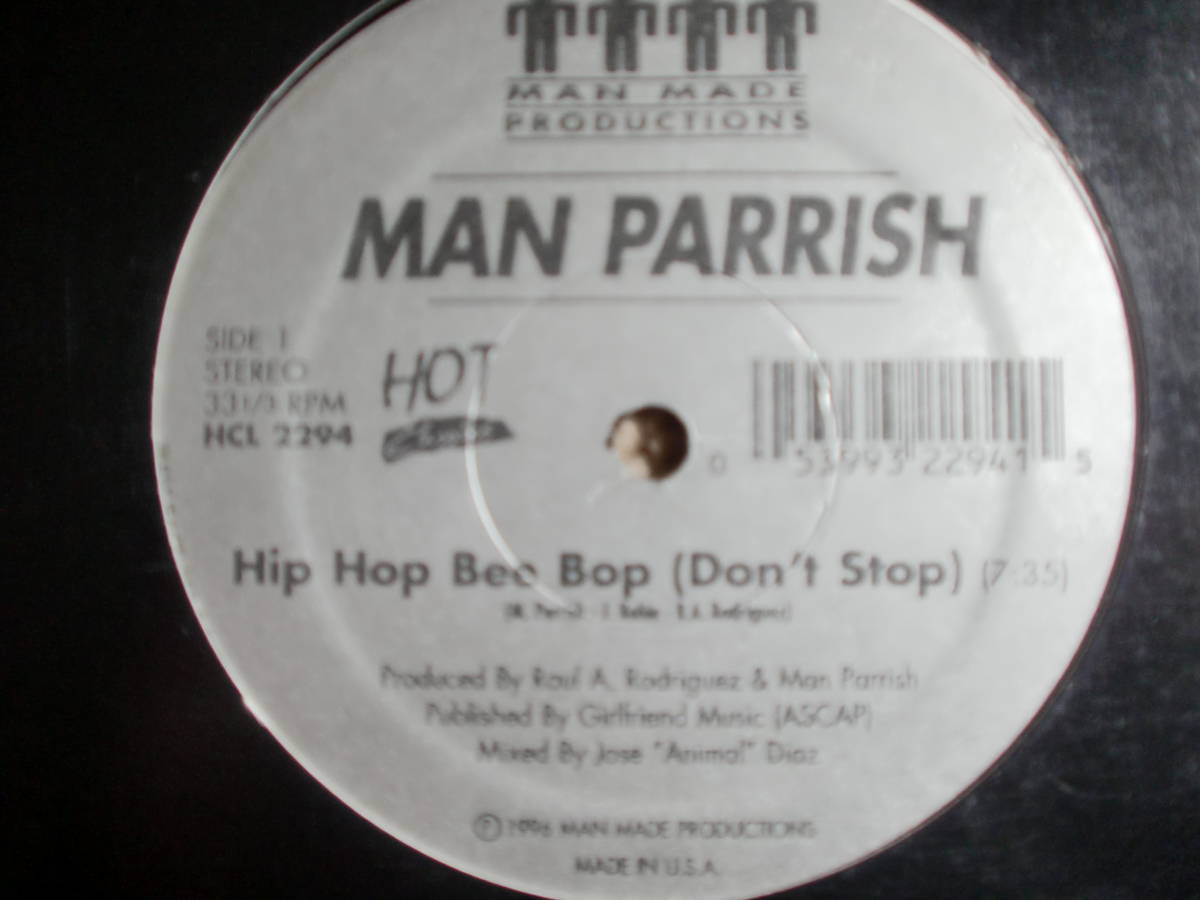 MAN MADE
PRODUCTIONS
MAN PARRISH
SIDE 1
STEREO
33 1/3 RPM
HCL 2294
HOT
0 53993 22941 5
Hip Hop Bee Bop (Don't Stop) (7:35)
Produced By Raul A. Rodriguez & Man Parrish
Published By Girlfriend Music (ASCAP)
Mixed By Jose "Animal" Diaz
Ⓟ 1996 MAN MADE PRODUCTIONS
MADE IN U.S.A.